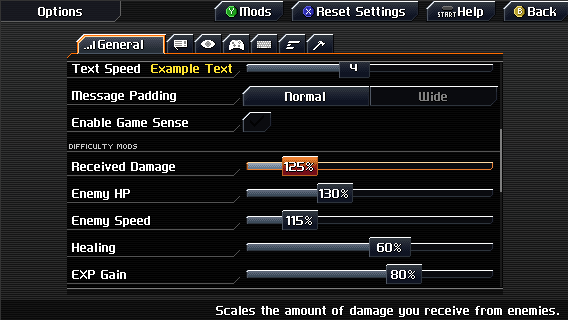 Options
Y Mods
X Reset Settings
START Help
B Back
General
Text Speed Example Text 4
Message Padding Normal Wide
Enable Game Sense
DIFFICULTY MODS
Received Damage 125%
Enemy HP 130%
Enemy Speed 115%
Healing 60%
EXP Gain 80%
Scales the amount of damage you receive from enemies.